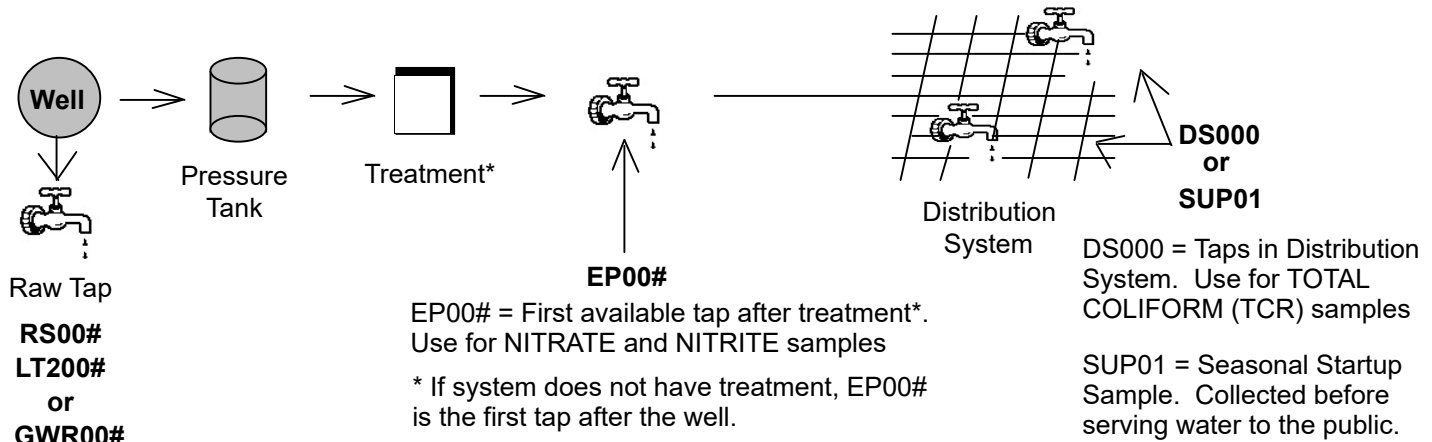 Well
Pressure
Tank
Treatment*
Raw Tap
RS00#
LT200#
or
GWR00#
EP00#
EP00# = First available tap after treatment*.
Use for NITRATE and NITRITE samples
* If system does not have treatment, EP00#
is the first tap after the well.
Distribution
System
DS000
or
SUP01
DS000 = Taps in Distribution
System. Use for TOTAL
COLIFORM (TCR) samples
SUP01 = Seasonal Startup
Sample. Collected before
serving water to the public.